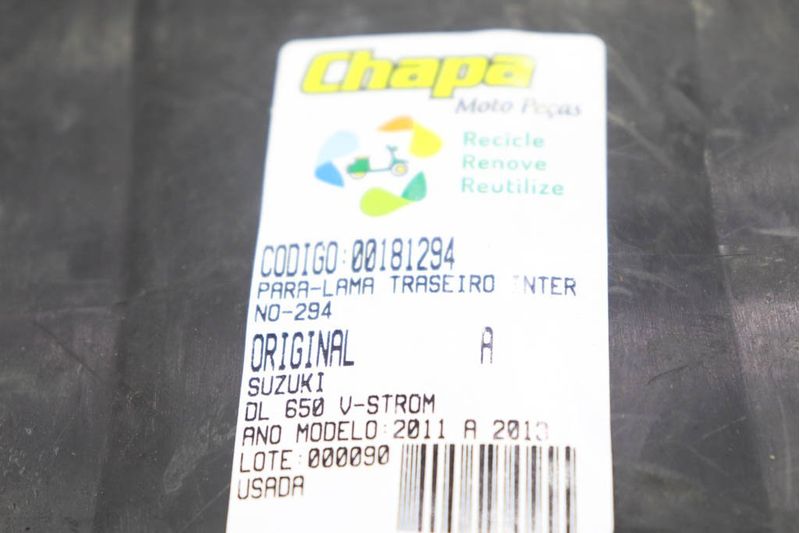 Chapa
Moto Peças
Recicle
Renove
Reutilize
CODIGO:00181294
PARA-LAMA TRASEIRO INTER
NO-294
ORIGINAL A
SUZUKI
DL 650 V-STROM
ANO MODELO:2011 A 2013
LOTE:000090
USADA